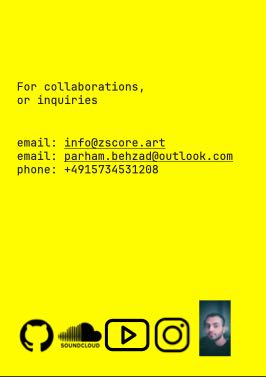 For collaborations,
or inquiries
email: info@zscore.art
email: parham.behzad@outlook.com
phone: +4915734531208
SOUNDCLOUD